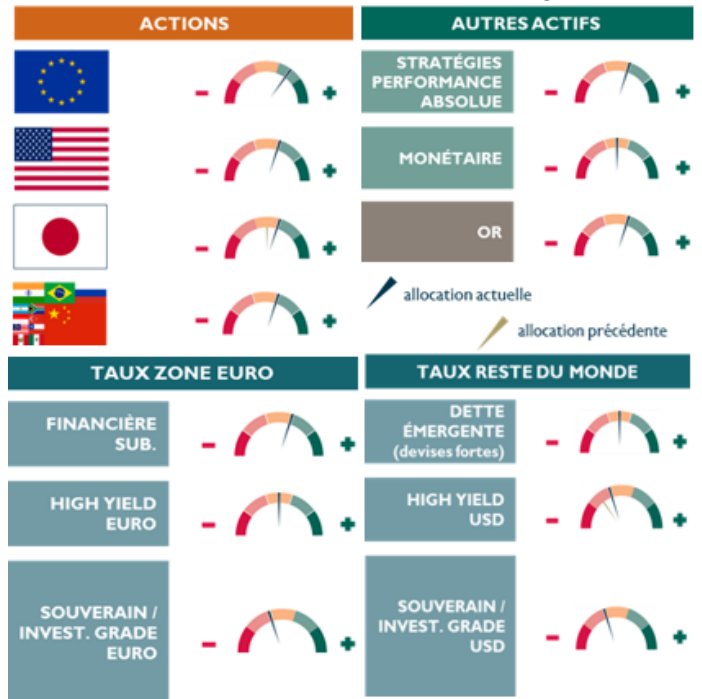 ACTIONS
AUTRES ACTIFS
STRATÉGIES
PERFORMANCE
ABSOLUE
- +
- +
- +
MONÉTAIRE
- +
- +
OR
- +
- +
- +
allocation actuelle
allocation précédente
TAUX ZONE EURO
TAUX RESTE DU MONDE
FINANCIÈRE
SUB.
- +
DETTE
ÉMERGENTE
(devises fortes)
- +
HIGH YIELD
EURO
- +
HIGH YIELD
USD
- +
SOUVERAIN /
INVEST. GRADE
EURO
- +
SOUVERAIN /
INVEST. GRADE
USD
- +